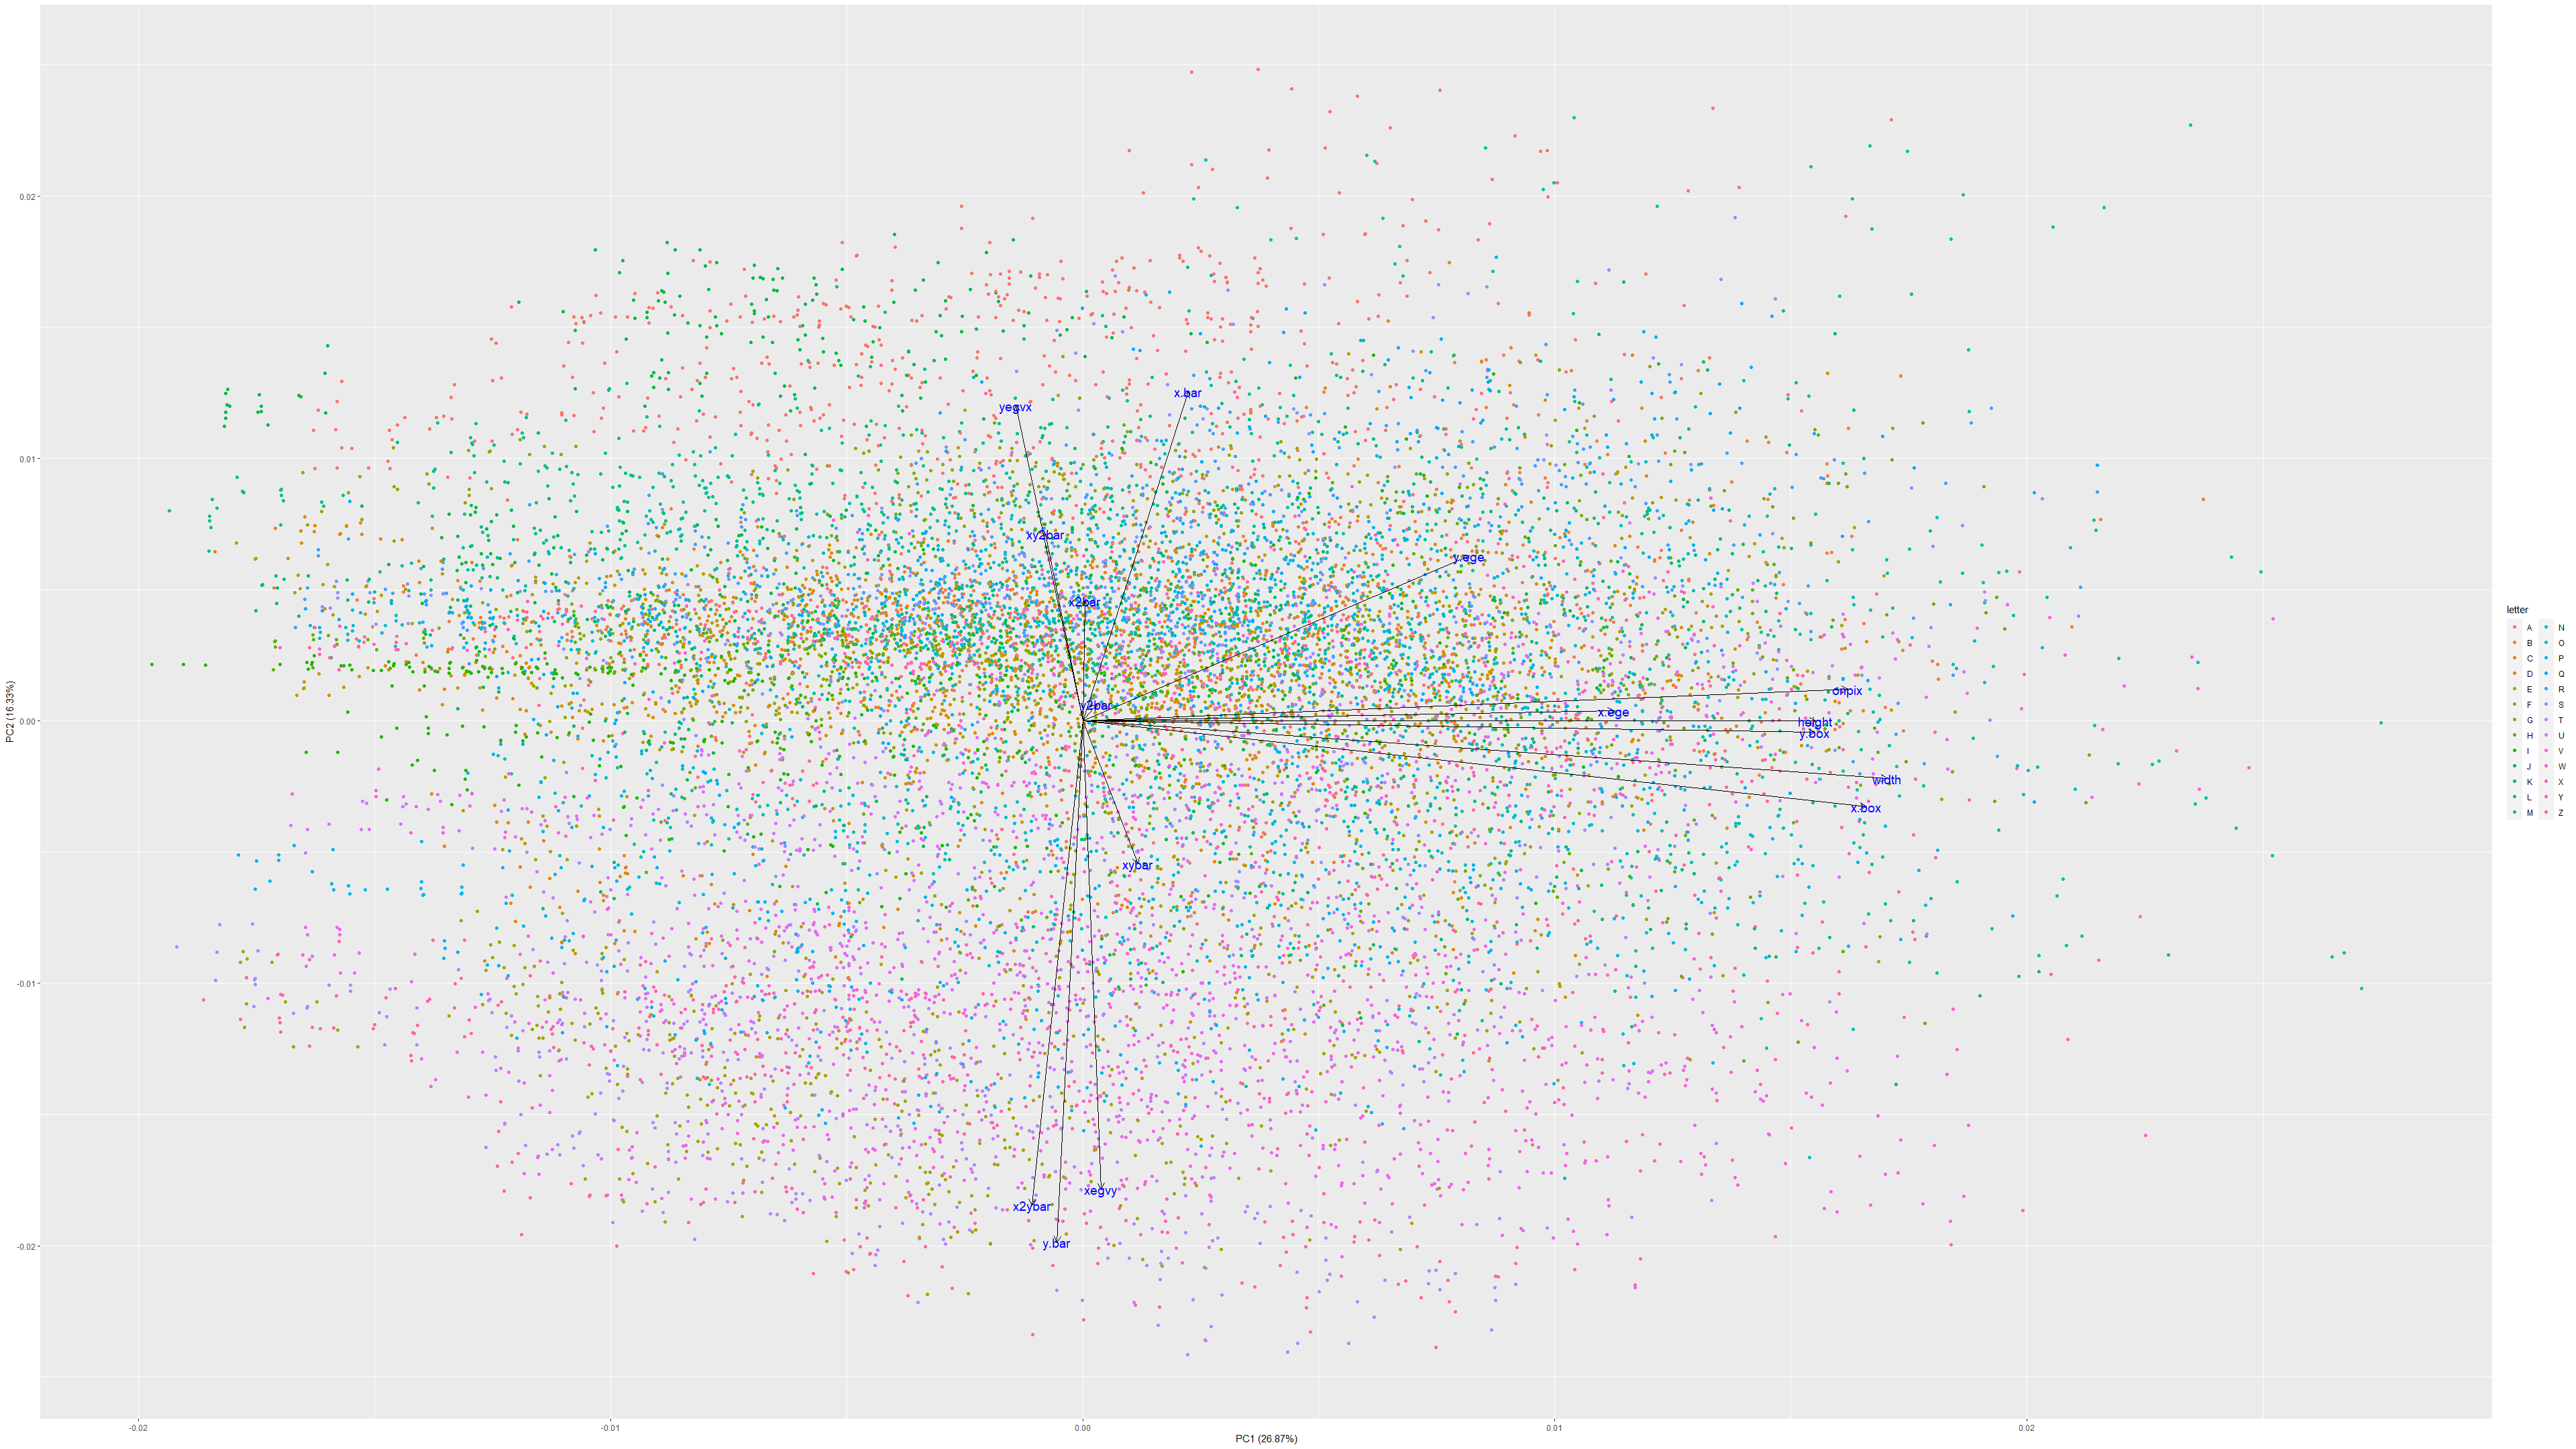 0.02
0.01
0.00
-0.01
-0.02
PC2 (16.33%)
yegvx
x.bar
xy2bar
y.ege
x2bar
onpix
y2bar
x.ege
height
y.box
width
x.box
xybar
xegvy
x2ybar
y.bar
-0.02 -0.01 0.00 0.01 0.02
PC1 (26.87%)
letter
A N
B O
C P
D Q
E R
F S
G T
H U
I V
J W
K X
L Y
M Z